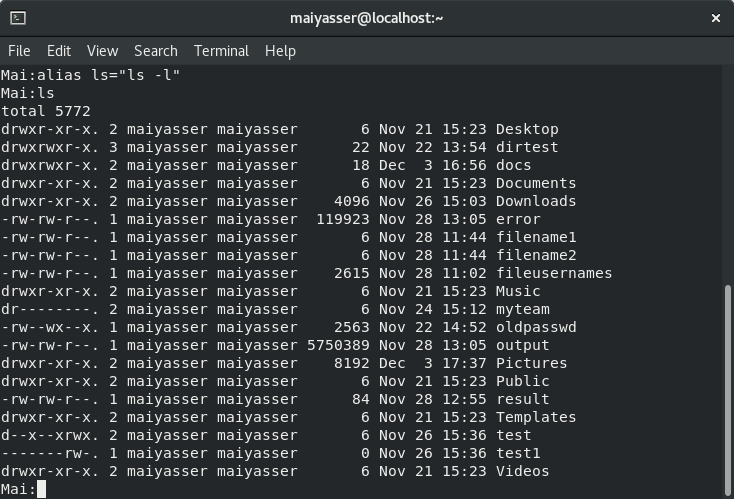 maiyasser@localhost:~
File Edit View Search Terminal Help
Mai:alias ls="ls -l"
Mai:ls
total 5772
drwxr-xr-x. 2 maiyasser maiyasser       6 Nov 21 15:23 Desktop
drwxrwxr-x. 3 maiyasser maiyasser      22 Nov 22 13:54 dirtest
drwxrwxr-x. 2 maiyasser maiyasser      18 Dec  3 16:56 docs
drwxr-xr-x. 2 maiyasser maiyasser       6 Nov 21 15:23 Documents
drwxr-xr-x. 2 maiyasser maiyasser    4096 Nov 26 15:03 Downloads
-rw-rw-r--. 1 maiyasser maiyasser  119923 Nov 28 13:05 error
-rw-rw-r--. 1 maiyasser maiyasser       6 Nov 28 11:44 filename1
-rw-rw-r--. 1 maiyasser maiyasser       6 Nov 28 11:44 filename2
-rw-rw-r--. 1 maiyasser maiyasser    2615 Nov 28 11:02 fileusernames
drwxr-xr-x. 2 maiyasser maiyasser       6 Nov 21 15:23 Music
dr--------. 2 maiyasser maiyasser       6 Nov 24 15:12 myteam
-rw--wx--x. 1 maiyasser maiyasser    2563 Nov 22 14:52 oldpasswd
-rw-rw-r--. 1 maiyasser maiyasser 5750389 Nov 28 13:05 output
drwxr-xr-x. 2 maiyasser maiyasser    8192 Dec  3 17:37 Pictures
drwxr-xr-x. 2 maiyasser maiyasser       6 Nov 21 15:23 Public
-rw-rw-r--. 1 maiyasser maiyasser      84 Nov 28 12:55 result
drwxr-xr-x. 2 maiyasser maiyasser       6 Nov 21 15:23 Templates
d--x--xrwx. 2 maiyasser maiyasser       6 Nov 26 15:36 test
-------rw-. 1 maiyasser maiyasser       0 Nov 26 15:36 test1
drwxr-xr-x. 2 maiyasser maiyasser       6 Nov 21 15:23 Videos
Mai: